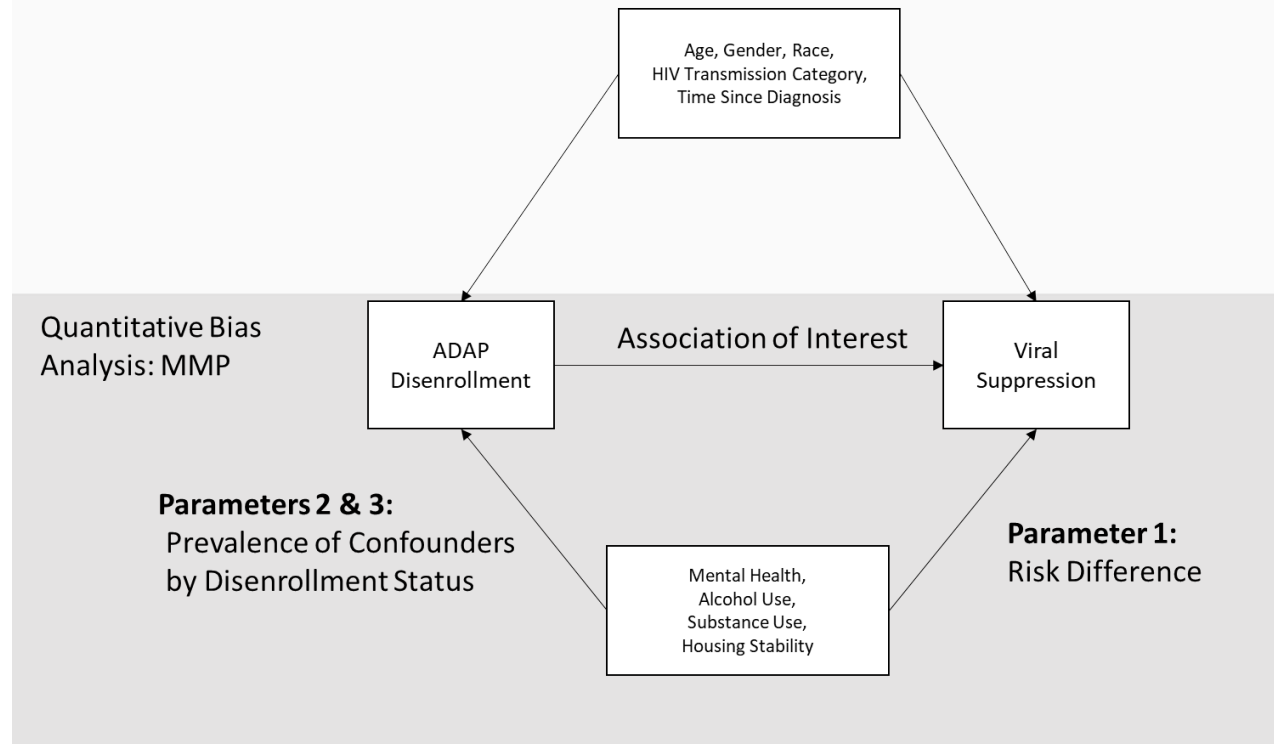 Age, Gender, Race,
HIV Transmission Category,
Time Since Diagnosis
Quantitative Bias
Analysis: MMP
ADAP
Disenrollment
Association of Interest
Viral
Suppression
Parameters 2 & 3:
Prevalence of Confounders
by Disenrollment Status
Mental Health,
Alcohol Use,
Substance Use,
Housing Stability
Parameter 1:
Risk Difference